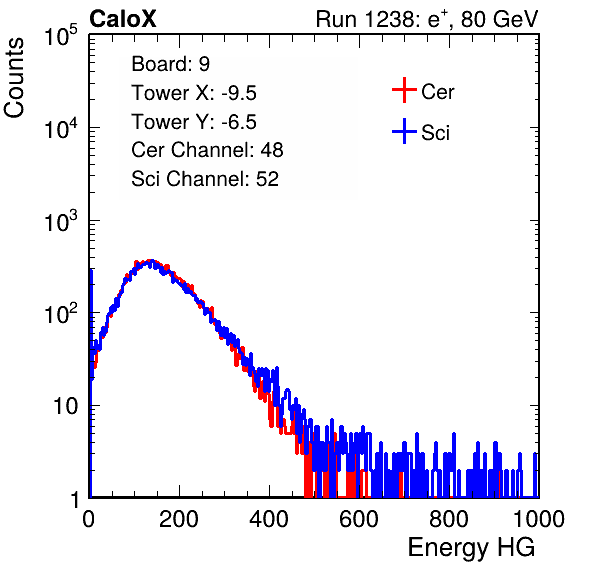 CaloX Run 1238: e⁺, 80 GeV
Counts
10⁵
10⁴
10³
10²
10
1
Board: 9
Tower X: -9.5
Tower Y: -6.5
Cer Channel: 48
Sci Channel: 52
Cer
Sci
0 200 400 600 800 1000
Energy HG